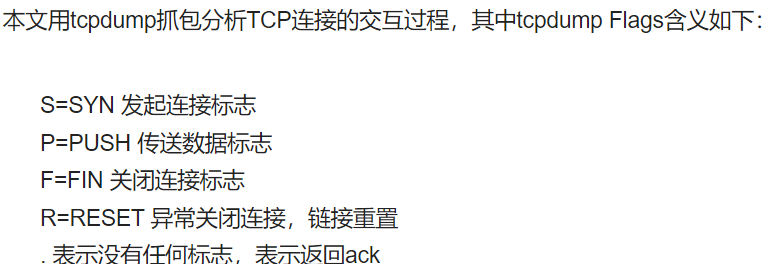 本文用tcpdump抓包分析TCP连接的交互过程，其中tcpdump Flags含义如下：
S=SYN 发起连接标志
P=PUSH 传送数据标志
F=FIN 关闭连接标志
R=RESET 异常关闭连接，链接重置
. 表示没有任何标志，表示返回ack